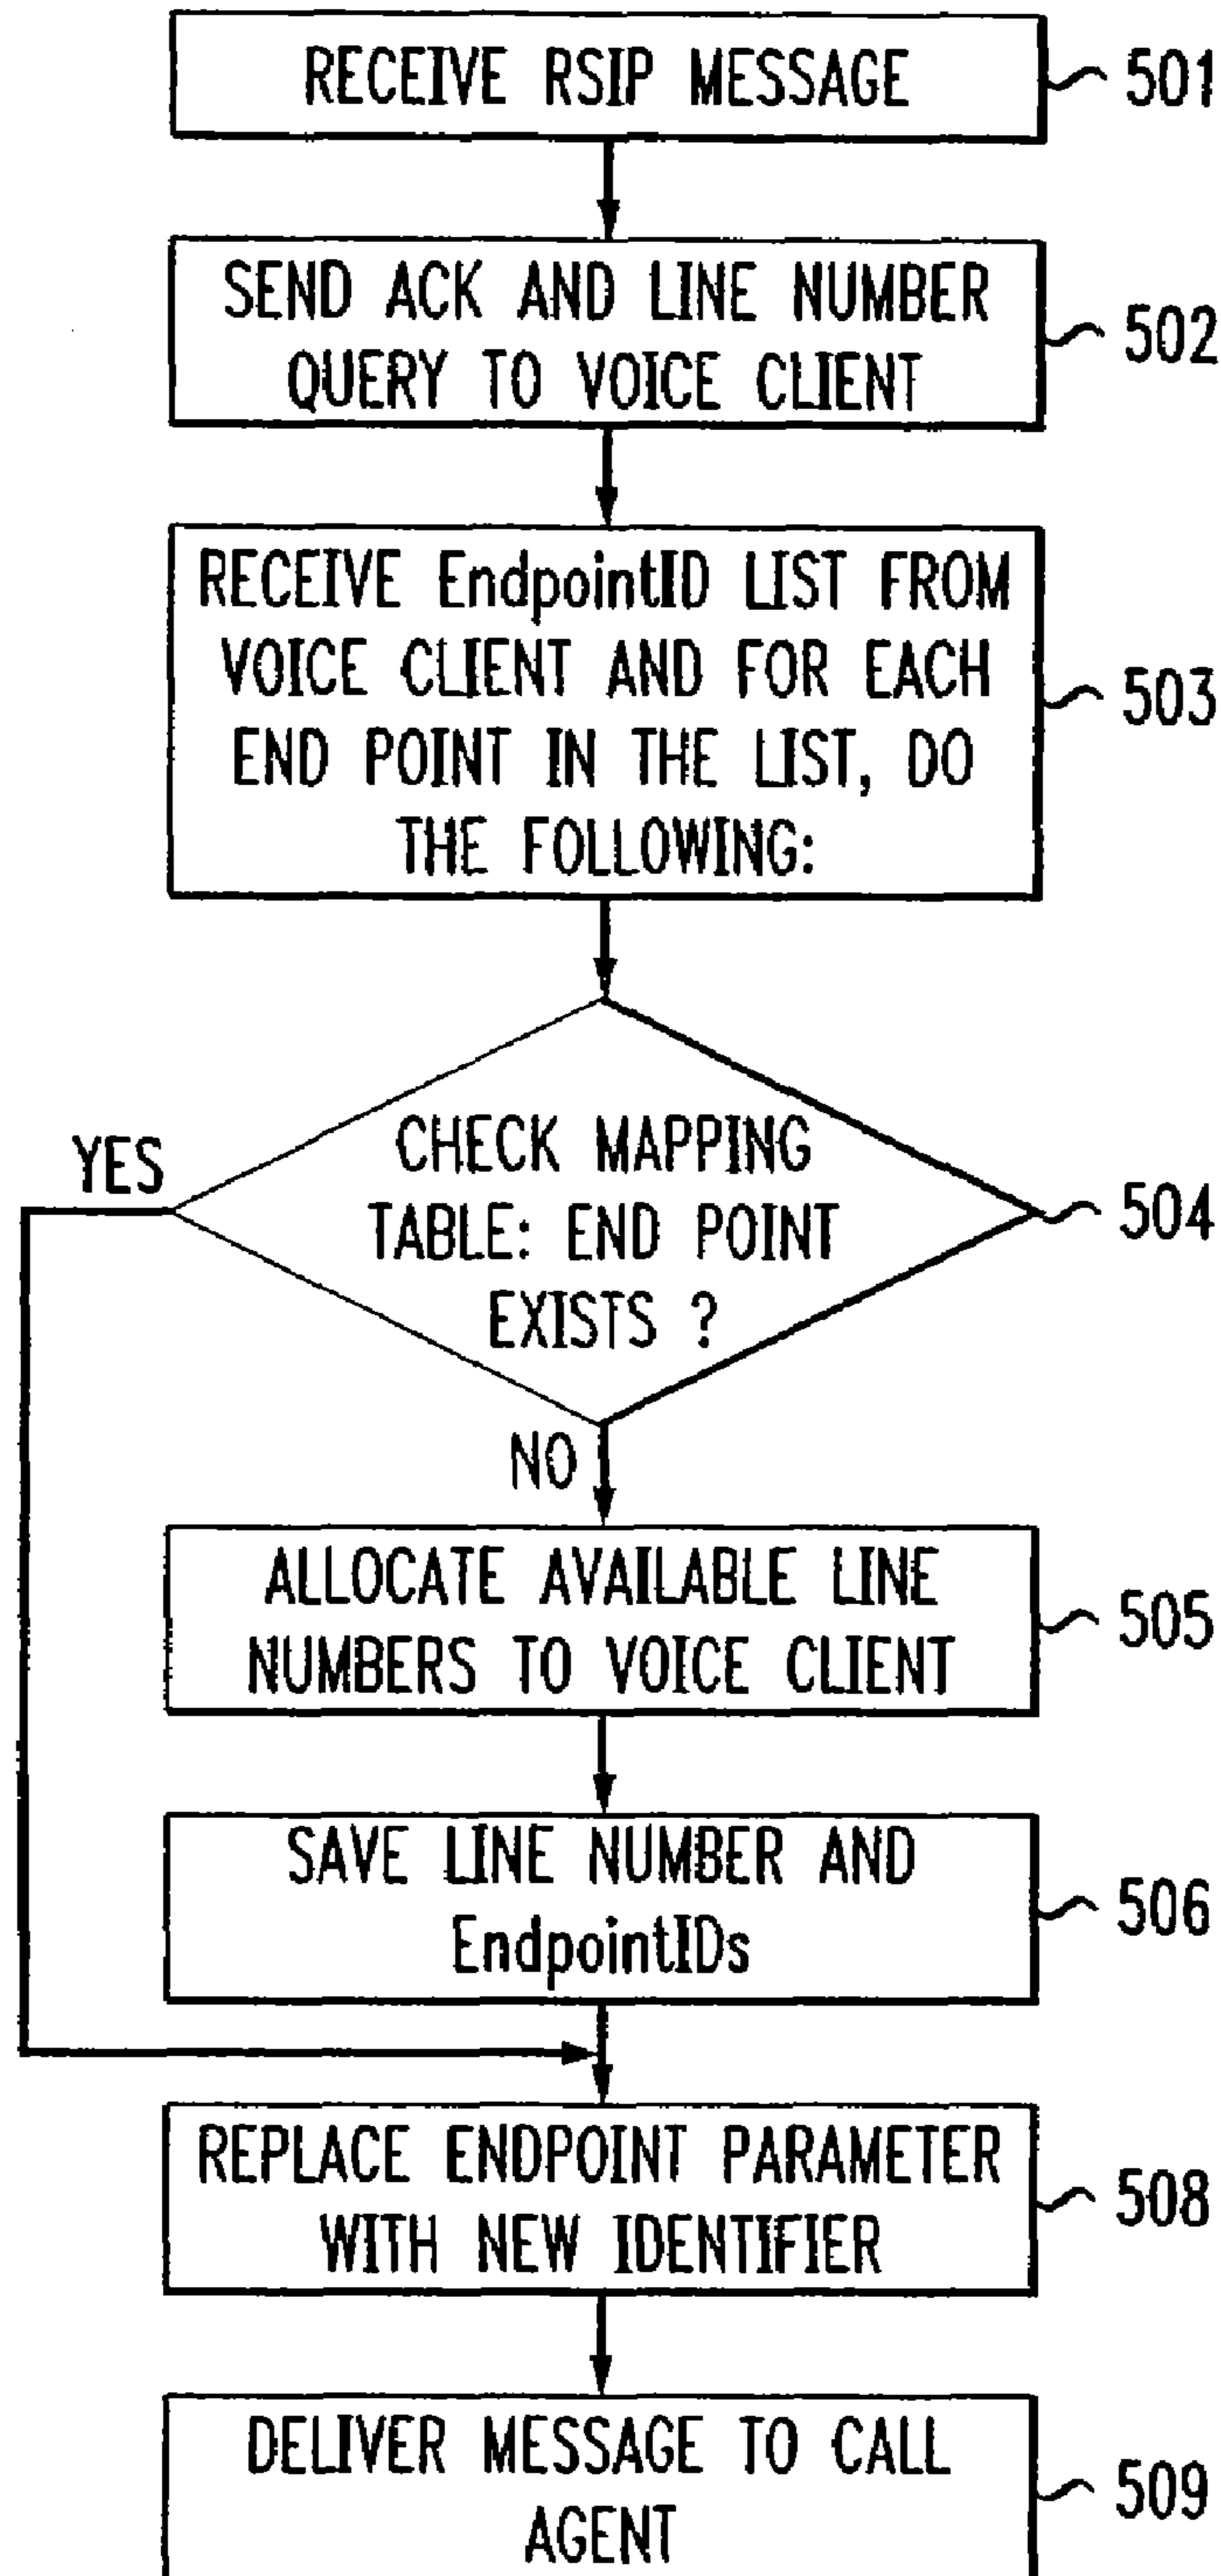 RECEIVE RSIP MESSAGE
501
SEND ACK AND LINE NUMBER
QUERY TO VOICE CLIENT
502
RECEIVE EndpointID LIST FROM
VOICE CLIENT AND FOR EACH
END POINT IN THE LIST, DO
THE FOLLOWING:
503
YES
CHECK MAPPING
TABLE: END POINT
EXISTS ?
504
NO
ALLOCATE AVAILABLE LINE
NUMBERS TO VOICE CLIENT
505
SAVE LINE NUMBER AND
EndpointIDs
506
REPLACE ENDPOINT PARAMETER
WITH NEW IDENTIFIER
508
DELIVER MESSAGE TO CALL
AGENT
509